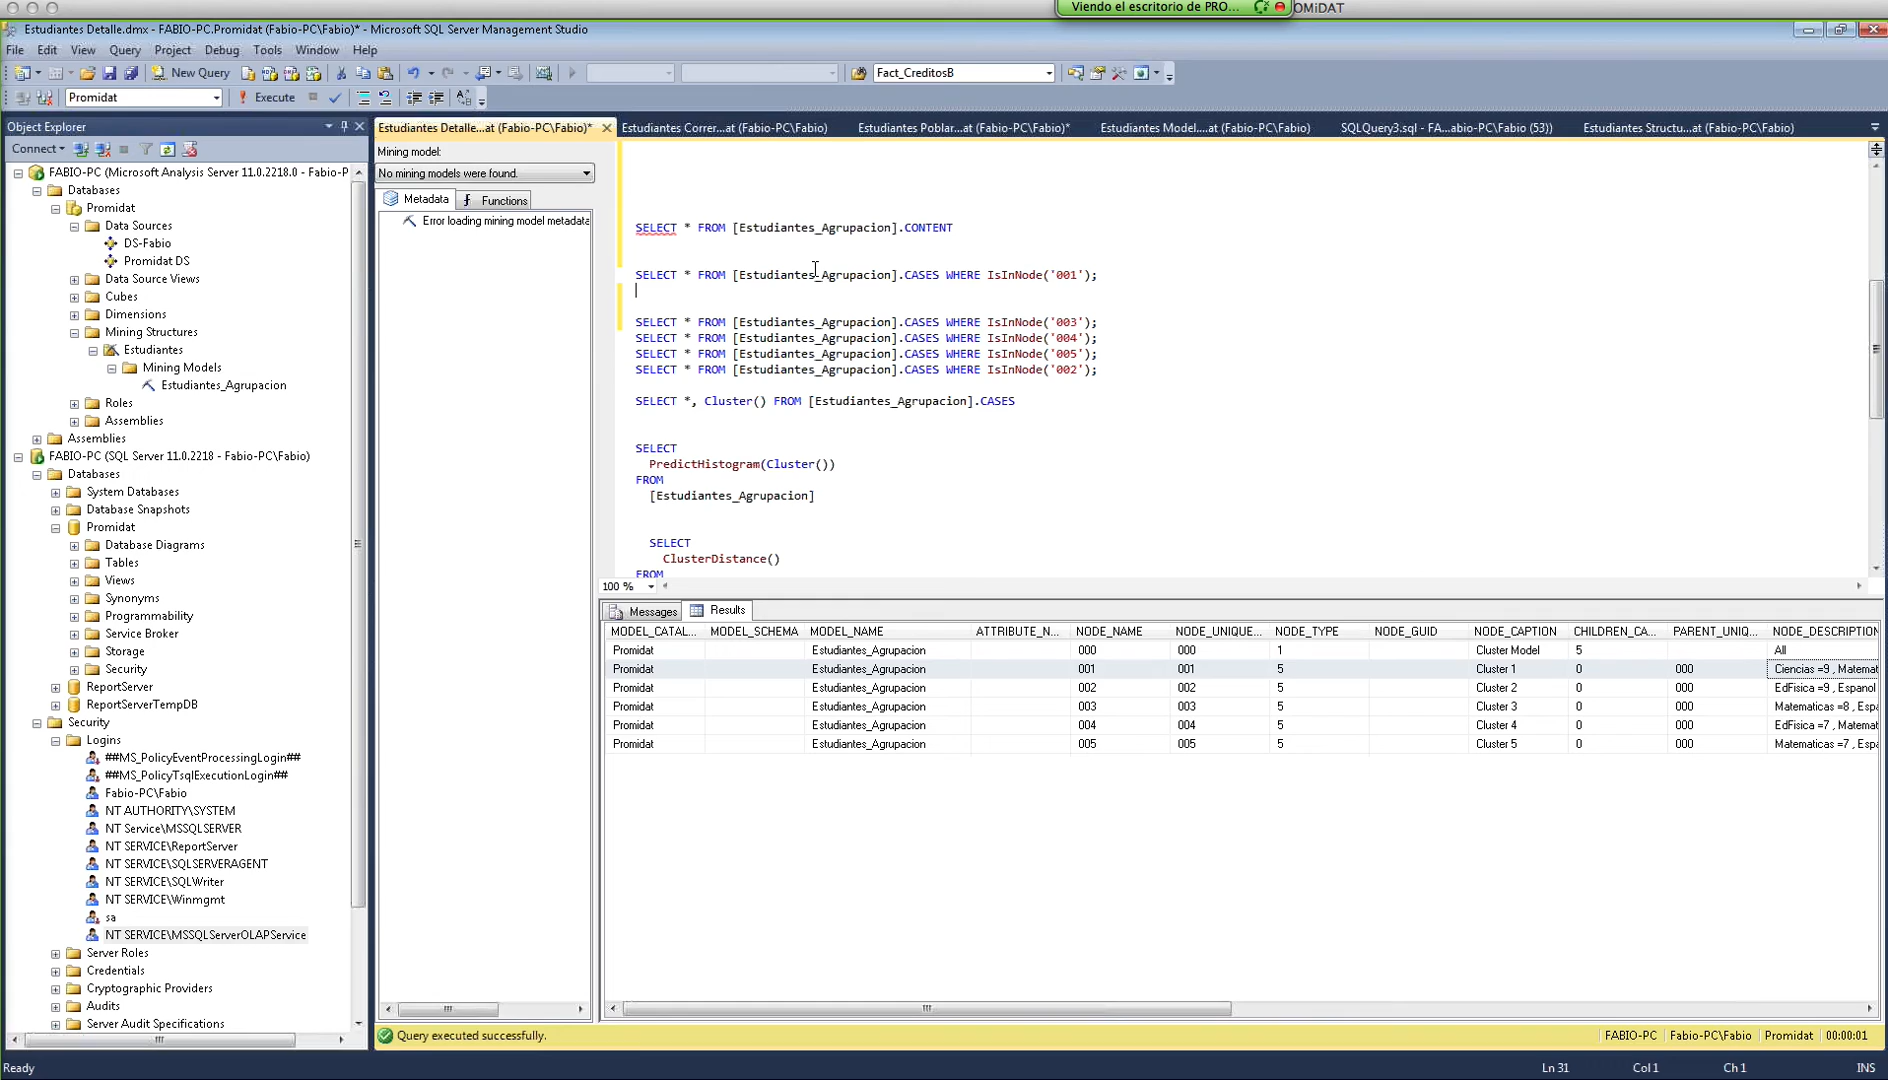 Viendo el escritorio de PRO...
OMiDAT
Estudiantes Detalle.dmx - FABIO-PC.Promidat (Fabio-PC\Fabio)* - Microsoft SQL Server Management Studio
File Edit View Query Project Debug Tools Window Help
New Query
Fact_CreditosB
Promidat
Execute
Object Explorer
Connect
FABIO-PC (Microsoft Analysis Server 11.0.2218.0 - Fabio-P
Databases
Promidat
Data Sources
DS-Fabio
Promidat DS
Data Source Views
Cubes
Dimensions
Mining Structures
Estudiantes
Mining Models
Estudiantes_Agrupacion
Roles
Assemblies
Assemblies
FABIO-PC (SQL Server 11.0.2218 - Fabio-PC\Fabio)
Databases
System Databases
Database Snapshots
Promidat
Database Diagrams
Tables
Views
Synonyms
Programmability
Service Broker
Storage
Security
ReportServer
ReportServerTempDB
Security
Logins
##MS_PolicyEventProcessingLogin##
##MS_PolicyTsqlExecutionLogin##
Fabio-PC\Fabio
NT AUTHORITY\SYSTEM
NT Service\MSSQLSERVER
NT SERVICE\ReportServer
NT SERVICE\SQLSERVERAGENT
NT SERVICE\SQLWriter
NT SERVICE\Winmgmt
sa
NT SERVICE\MSSQLServerOLAPService
Server Roles
Credentials
Cryptographic Providers
Audits
Server Audit Specifications
Estudiantes Detalle...at (Fabio-PC\Fabio)*
Estudiantes Correr...at (Fabio-PC\Fabio)
Estudiantes Poblar...at (Fabio-PC\Fabio)*
Estudiantes Model....at (Fabio-PC\Fabio)
SQLQuery3.sql - FA...abio-PC\Fabio (53))
Estudiantes Structu...at (Fabio-PC\Fabio)
Mining model:
No mining models were found.
Metadata
Functions
Error loading mining model metadata
SELECT * FROM [Estudiantes_Agrupacion].CONTENT
SELECT * FROM [Estudiantes_Agrupacion].CASES WHERE IsInNode('001');
SELECT * FROM [Estudiantes_Agrupacion].CASES WHERE IsInNode('003');
SELECT * FROM [Estudiantes_Agrupacion].CASES WHERE IsInNode('004');
SELECT * FROM [Estudiantes_Agrupacion].CASES WHERE IsInNode('005');
SELECT * FROM [Estudiantes_Agrupacion].CASES WHERE IsInNode('002');
SELECT *, Cluster() FROM [Estudiantes_Agrupacion].CASES
SELECT
PredictHistogram(Cluster())
FROM
[Estudiantes_Agrupacion]
SELECT
ClusterDistance()
FROM
100 %
Messages
Results
MODEL_CATAL... MODEL_SCHEMA MODEL_NAME ATTRIBUTE_N... NODE_NAME NODE_UNIQUE... NODE_TYPE NODE_GUID NODE_CAPTION CHILDREN_CA... PARENT_UNIQ... NODE_DESCRIPTION
Promidat Estudiantes_Agrupacion 000 000 1 Cluster Model 5 All
Promidat Estudiantes_Agrupacion 001 001 5 Cluster 1 0 000 Ciencias =9 , Matemat
Promidat Estudiantes_Agrupacion 002 002 5 Cluster 2 0 000 EdFisica =9 , Espanol
Promidat Estudiantes_Agrupacion 003 003 5 Cluster 3 0 000 Matematicas =8 , Espa
Promidat Estudiantes_Agrupacion 004 004 5 Cluster 4 0 000 EdFisica =7 , Matemat
Promidat Estudiantes_Agrupacion 005 005 5 Cluster 5 0 000 Matematicas =7 , Espa
Query executed successfully.
FABIO-PC Fabio-PC\Fabio Promidat 00:00:01
Ready
Ln 31 Col 1 Ch 1 INS